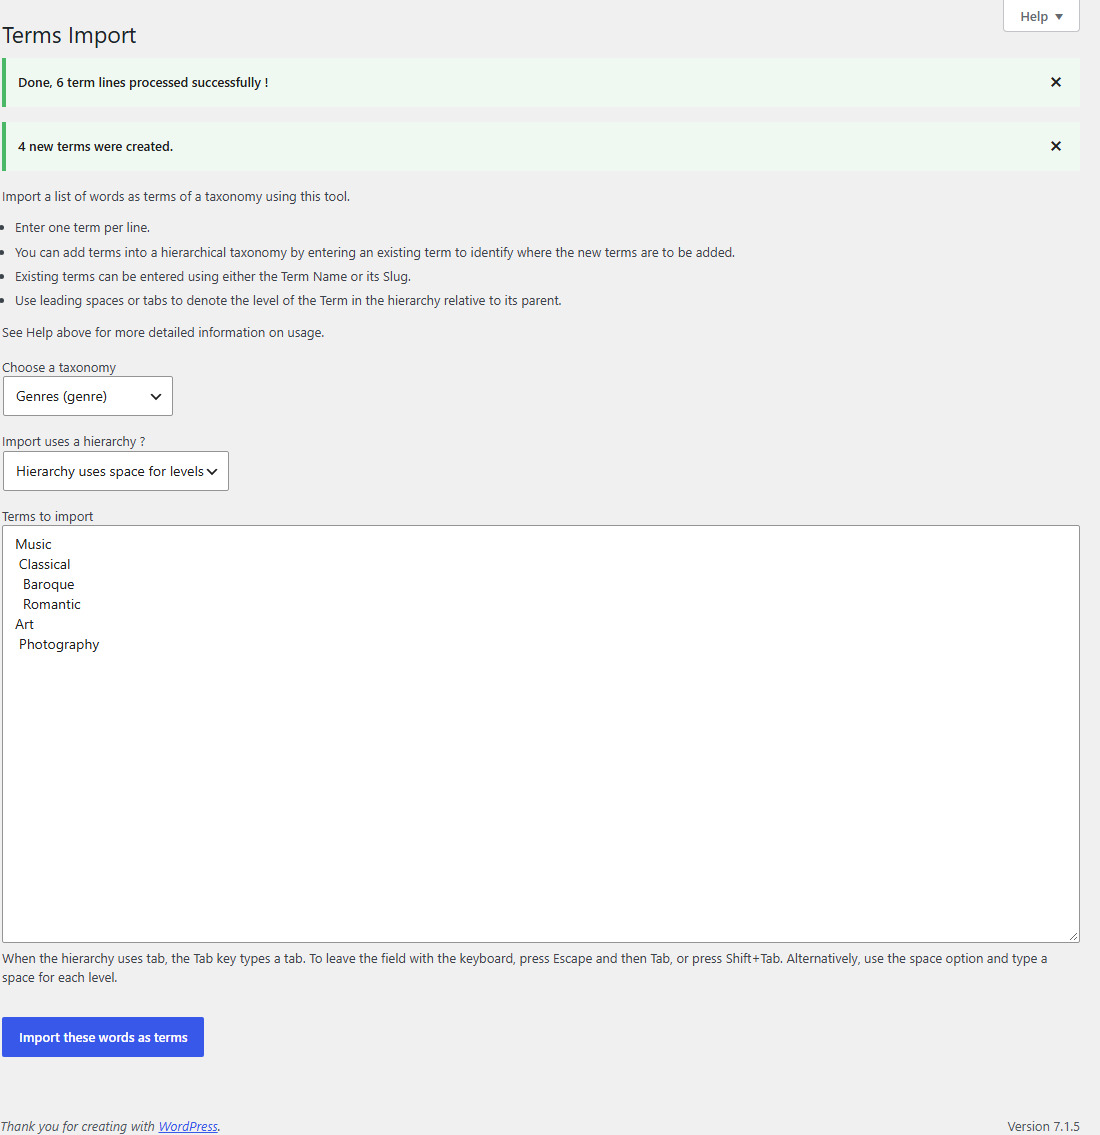 Help ▼
Terms Import
Done, 6 term lines processed successfully !
4 new terms were created.
Import a list of words as terms of a taxonomy using this tool.
Enter one term per line.
You can add terms into a hierarchical taxonomy by entering an existing term to identify where the new terms are to be added.
Existing terms can be entered using either the Term Name or its Slug.
Use leading spaces or tabs to denote the level of the Term in the hierarchy relative to its parent.
See Help above for more detailed information on usage.
Choose a taxonomy
Genres (genre)
Import uses a hierarchy ?
Hierarchy uses space for levels
Terms to import
Music
 Classical
  Baroque
  Romantic
Art
 Photography
When the hierarchy uses tab, the Tab key types a tab. To leave the field with the keyboard, press Escape and then Tab, or press Shift+Tab. Alternatively, use the space option and type a
space for each level.
Import these words as terms
Thank you for creating with WordPress.
Version 7.1.5